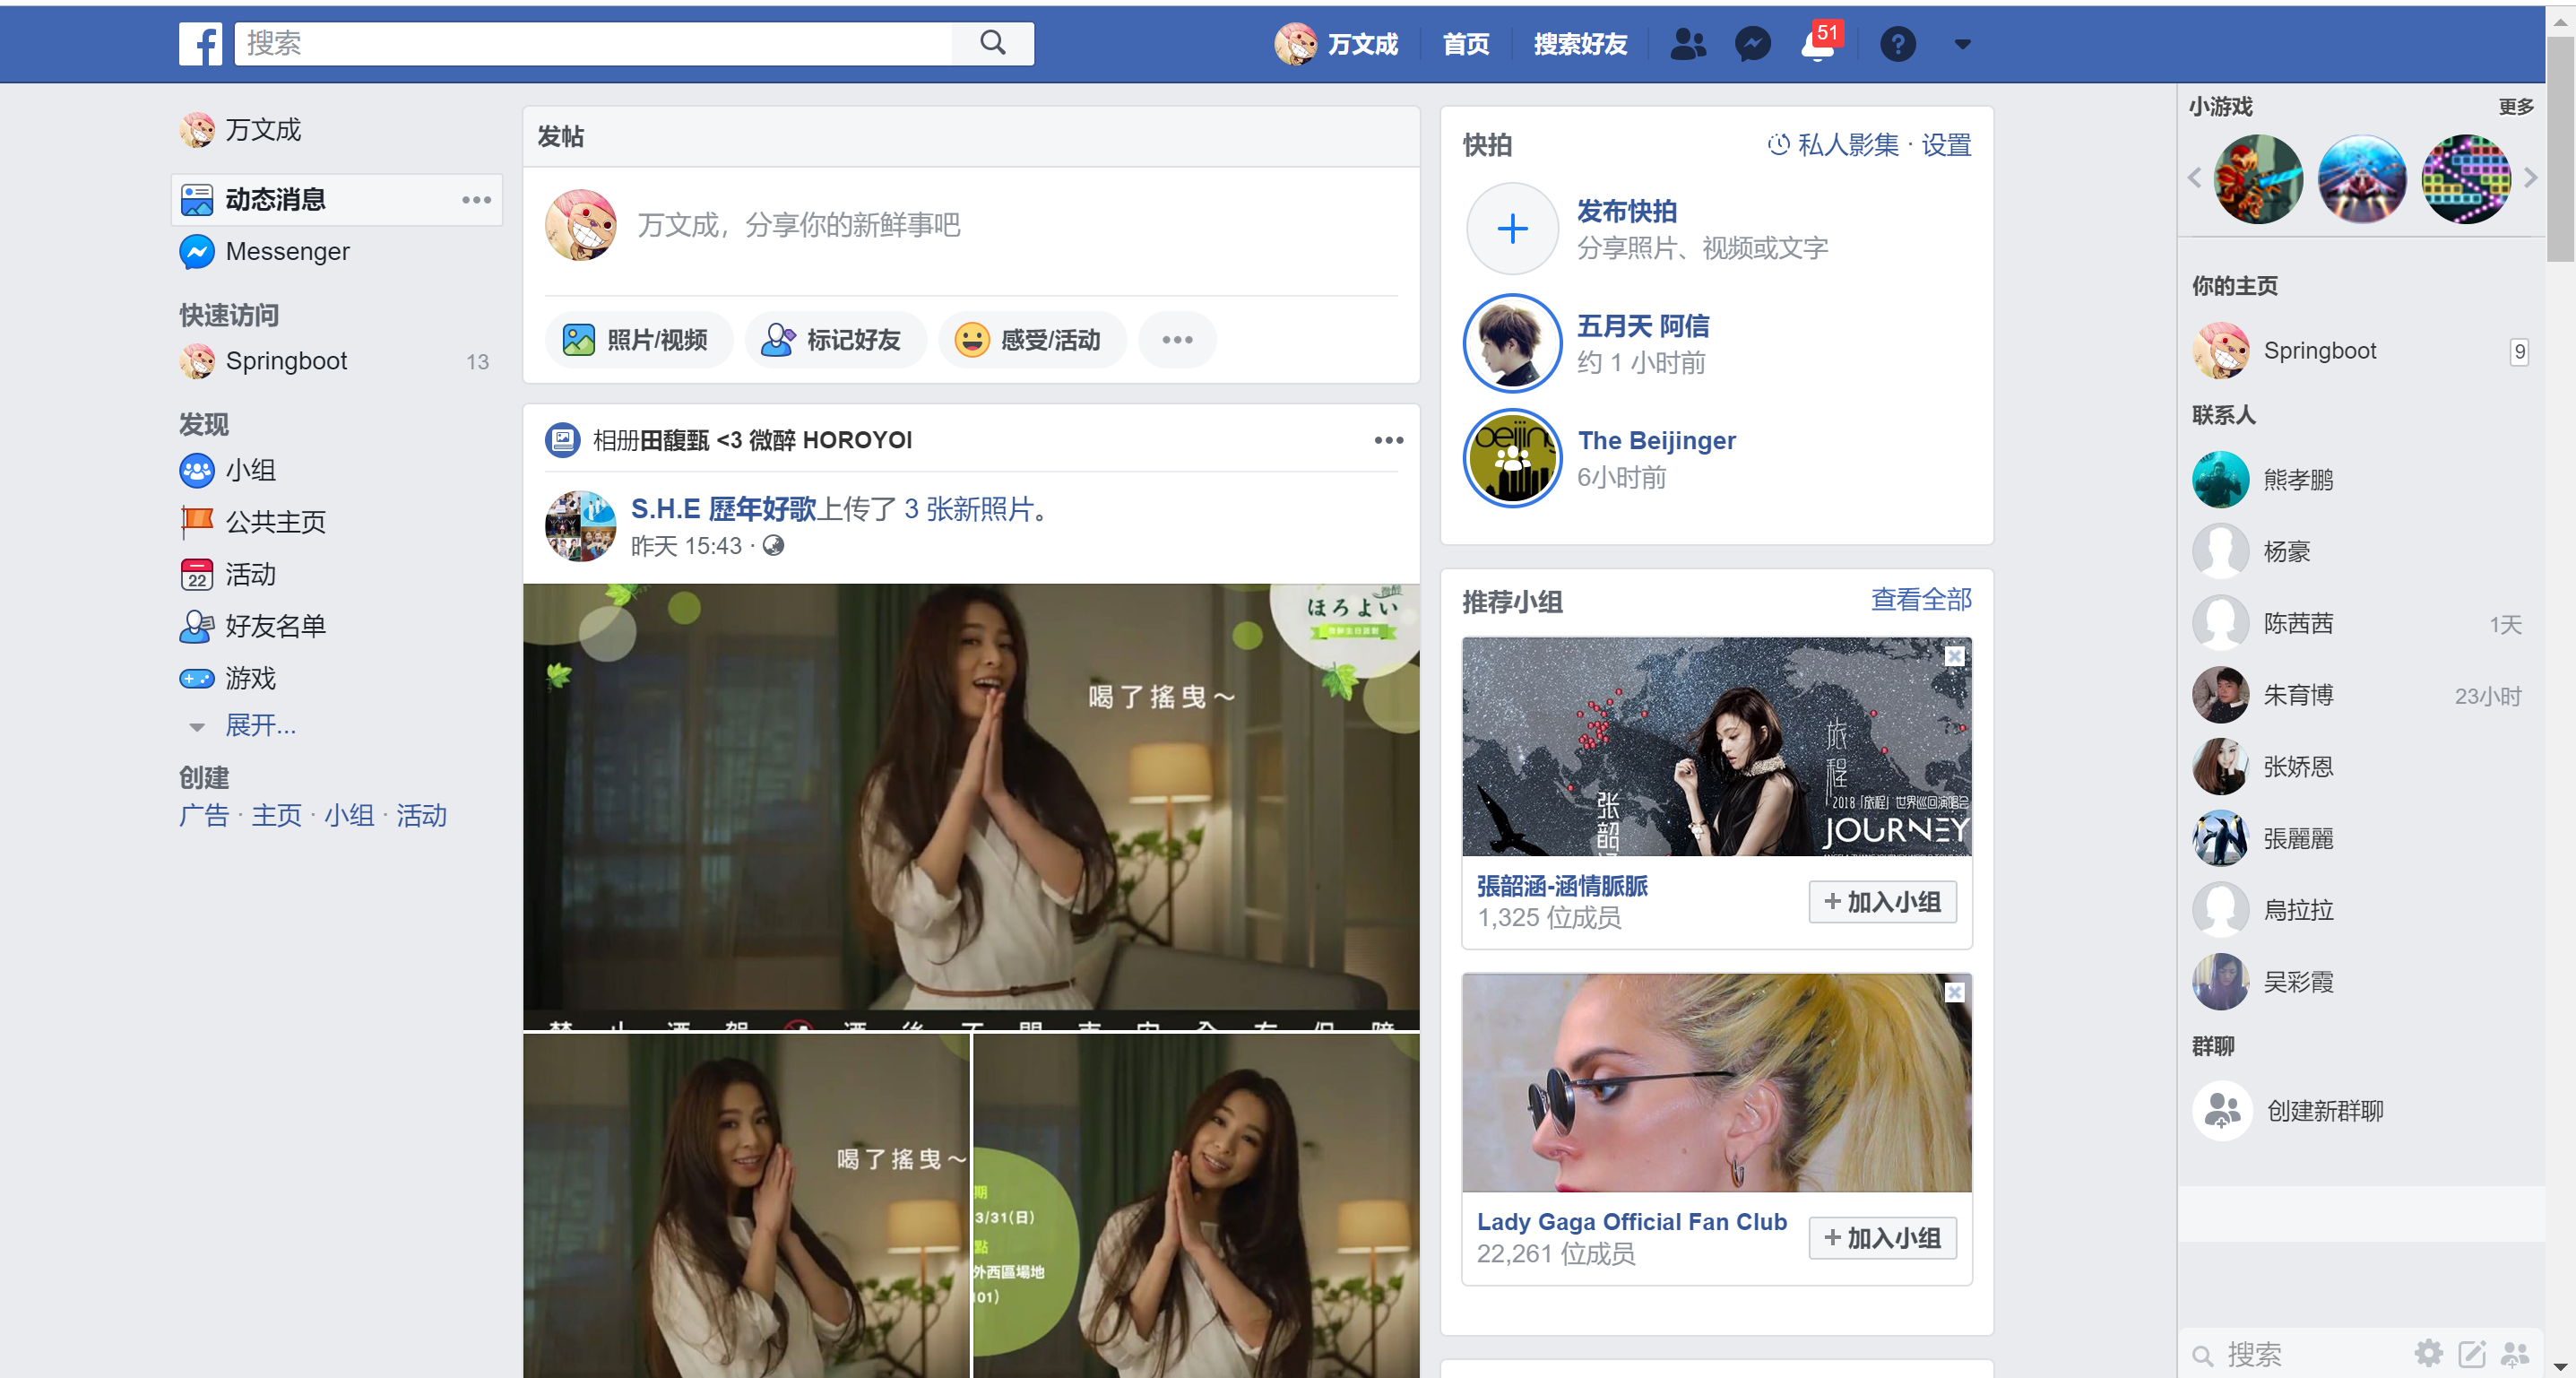 搜索
万文成
首页
搜索好友
51
万文成
动态消息
Messenger
快速访问
Springboot
13
发现
小组
公共主页
22
活动
好友名单
游戏
展开...
创建
广告 · 主页 · 小组 · 活动
发帖
万文成，分享你的新鲜事吧
照片/视频
标记好友
感受/活动
相册田馥甄 <3 微醉 HOROYOI
S.H.E 歷年好歌上传了 3 张新照片。
昨天 15:43 ·
ほろよい
喝了搖曳～
喝了搖曳～
期
3/31(日)
點
外西區場地
101)
快拍
私人影集 · 设置
发布快拍
分享照片、视频或文字
五月天 阿信
约 1 小时前
beijing
The Beijinger
6小时前
推荐小组
查看全部
旅程
2018「旅程」世界巡回演唱会
JOURNEY
张韶
張韶涵-涵情脈脈
1,325 位成员
加入小组
Lady Gaga Official Fan Club
22,261 位成员
加入小组
小游戏
更多
你的主页
Springboot
9
联系人
熊孝鹏
杨豪
陈茜茜
1天
朱育博
23小时
张娇恩
張麗麗
烏拉拉
吴彩霞
群聊
创建新群聊
搜索